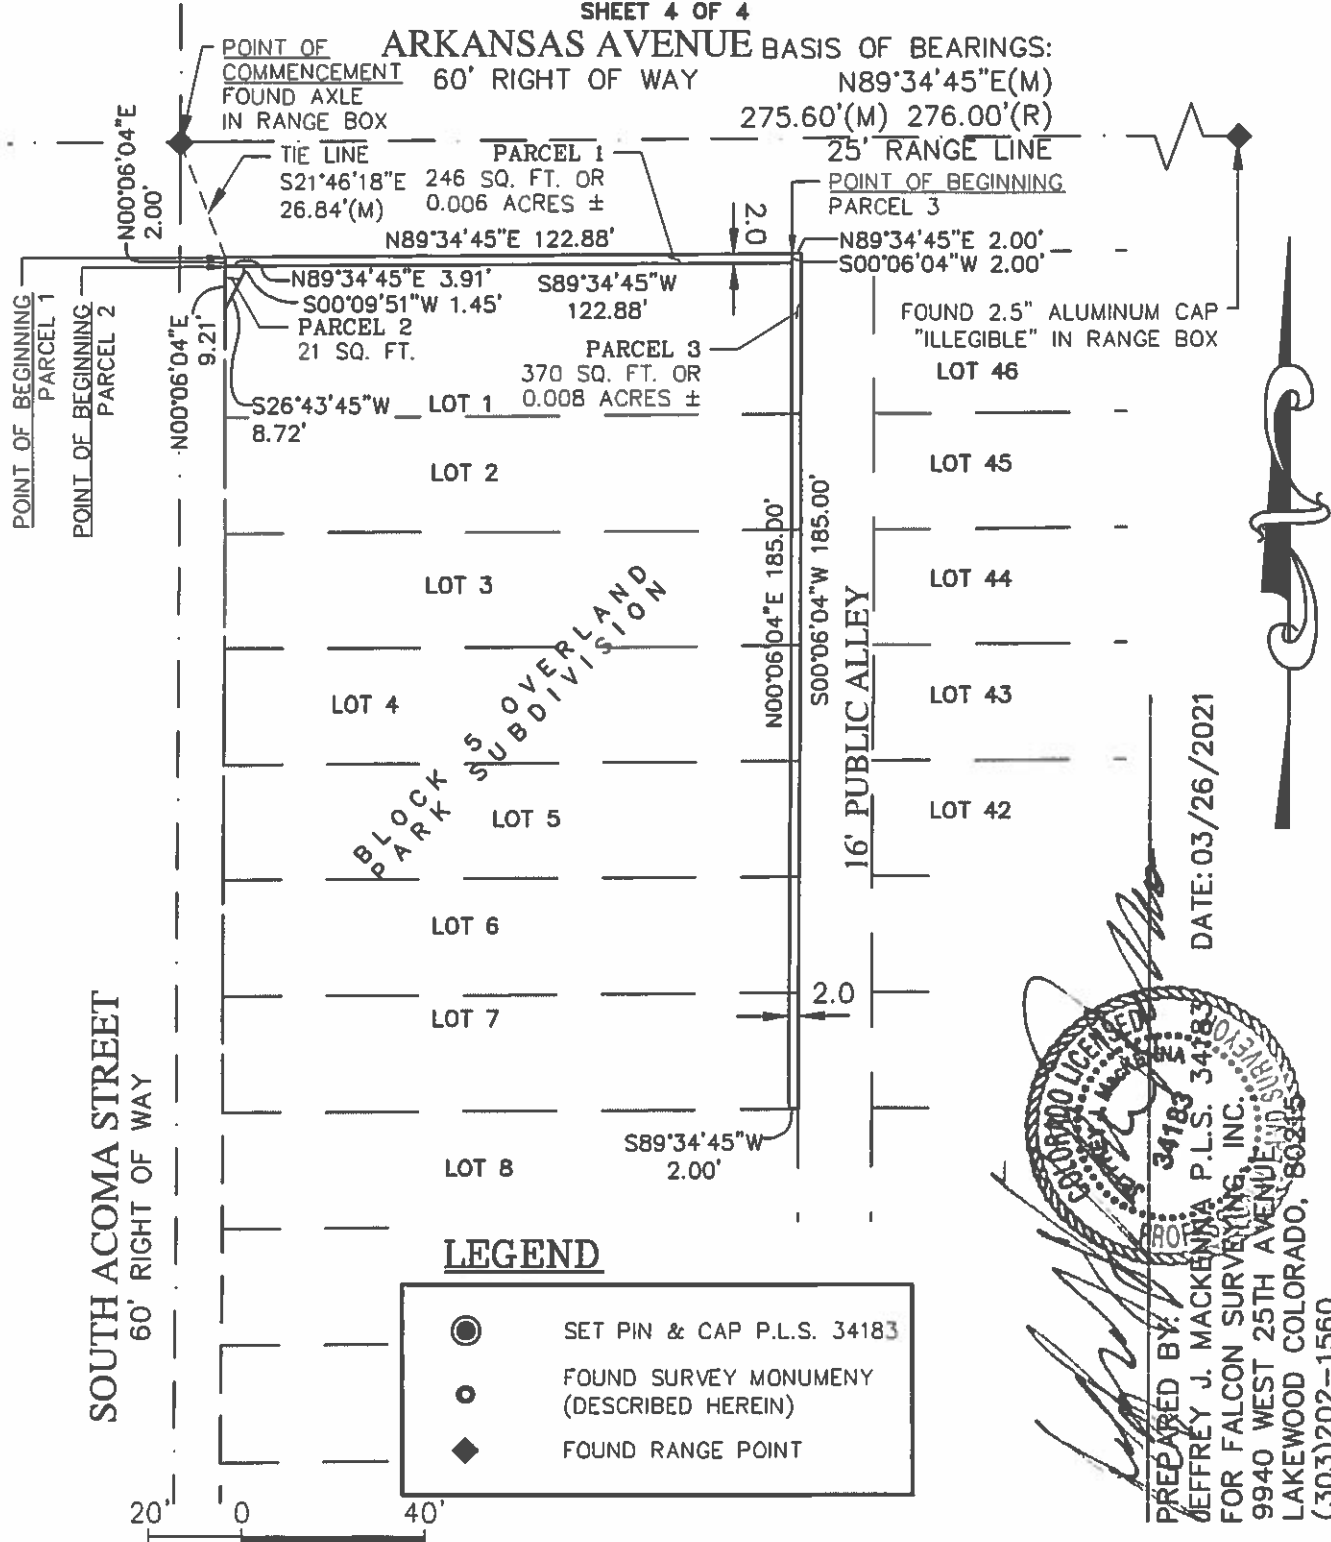 SHEET 4 OF 4
ARKANSAS AVENUE
60' RIGHT OF WAY
BASIS OF BEARINGS:
N89°34'45"E(M)
275.60'(M) 276.00'(R)
25' RANGE LINE
POINT OF
COMMENCEMENT
FOUND AXLE
IN RANGE BOX
N00°06'04"E
2.00'
TIE LINE
S21°46'18"E
26.84'(M)
PARCEL 1
246 SQ. FT. OR
0.006 ACRES ±
POINT OF BEGINNING
PARCEL 3
2.0
N89°34'45"E 122.88'
N89°34'45"E 2.00'
S00°06'04"W 2.00'
N89°34'45"E 3.91'
S00°09'51"W 1.45'
S89°34'45"W
122.88'
POINT OF BEGINNING
PARCEL 1
POINT OF BEGINNING
PARCEL 2
N00°06'04"E
9.21'
PARCEL 2
21 SQ. FT.
PARCEL 3
370 SQ. FT. OR
0.008 ACRES ±
FOUND 2.5" ALUMINUM CAP
"ILLEGIBLE" IN RANGE BOX
S26°43'45"W
8.72'
LOT 1
LOT 46
LOT 2
LOT 45
LOT 3
LOT 44
LOT 4
LOT 43
LOT 5
LOT 42
LOT 6
LOT 7
LOT 8
BLOCK 5 OVERLAND
PARK SUBDIVISION
N00°06'04"E 185.00'
S00°06'04"W 185.00'
16' PUBLIC ALLEY
2.0
S89°34'45"W
2.00'
SOUTH ACOMA STREET
60' RIGHT OF WAY
LEGEND
SET PIN & CAP P.L.S. 34183
FOUND SURVEY MONUMENY
(DESCRIBED HEREIN)
FOUND RANGE POINT
20' 0 40'
PREPARED BY:
JEFFREY J. MACKENNA P.L.S. 34183 DATE: 03/26/2021
FOR FALCON SURVEYING, INC.
9940 WEST 25TH AVENUE
LAKEWOOD COLORADO, 80215
(303)202-1560
COLORADO LICENSED
JEFFREY J. MACKENNA
34183
LAND SURVEYOR